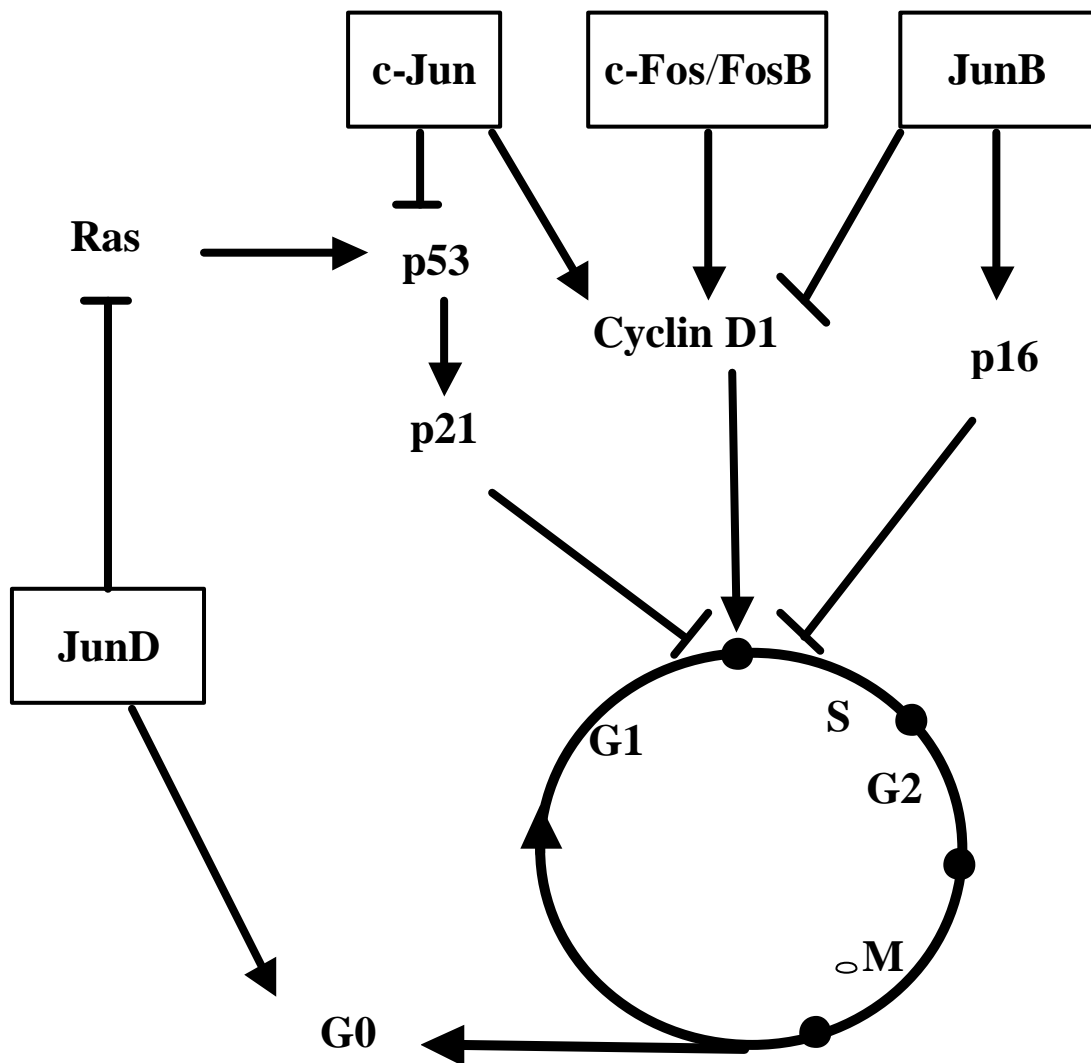 c-Jun
c-Fos/FosB
JunB
Ras
p53
Cyclin D1
p16
p21
JunD
S
G1
G2
M
G0